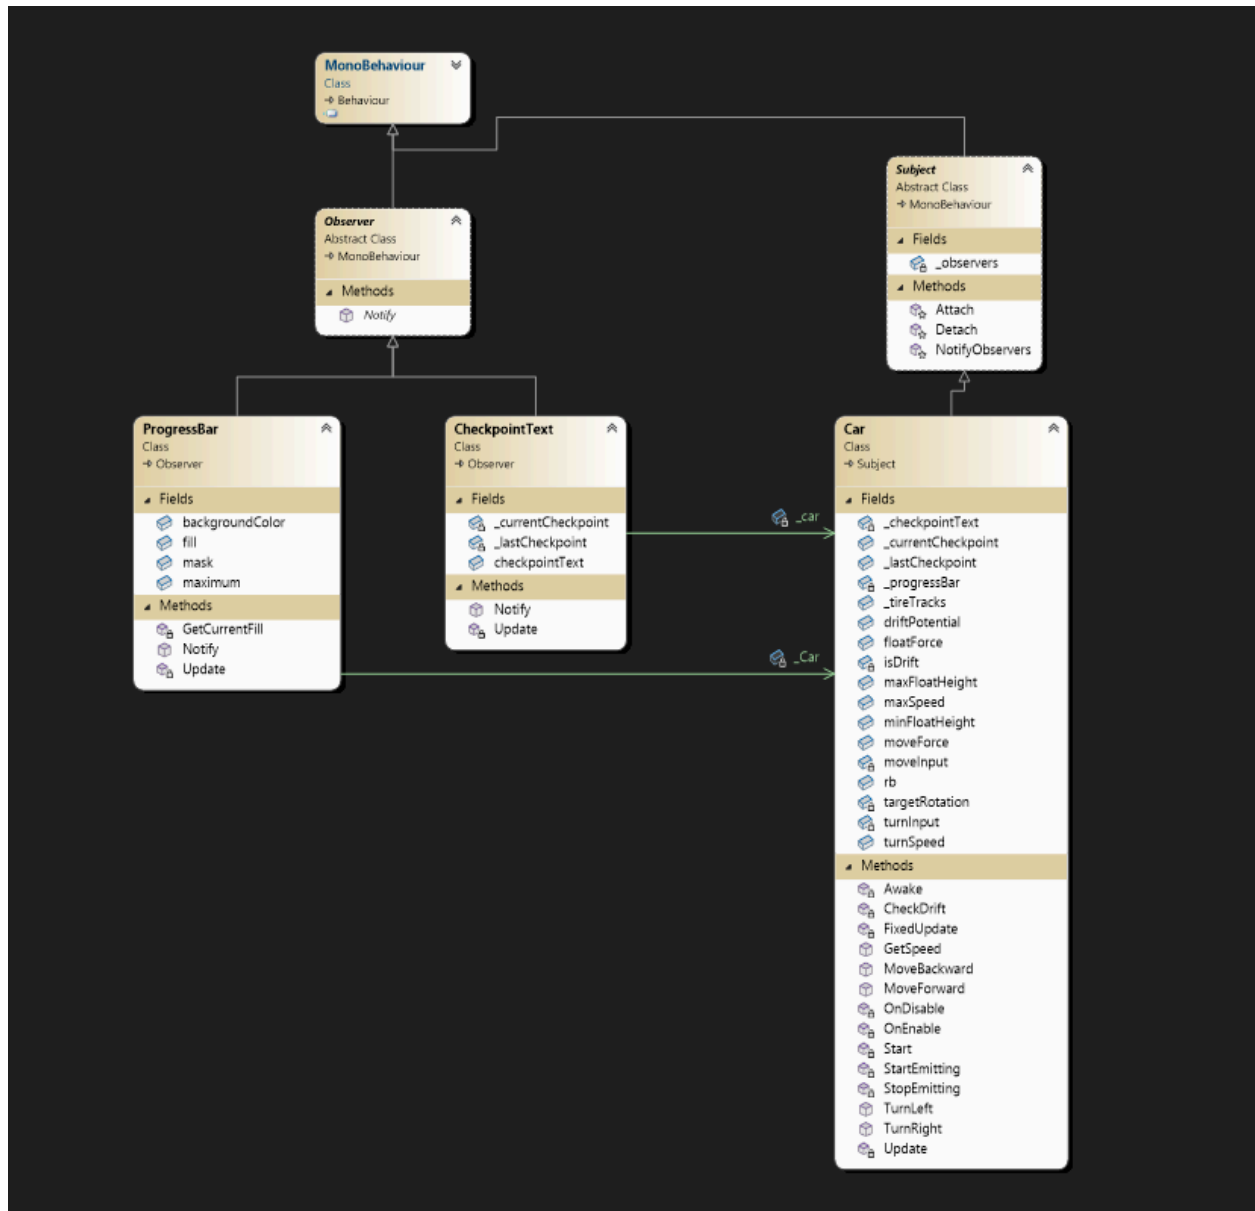 MonoBehaviour
Class
Behaviour
Subject
Abstract Class
MonoBehaviour
Fields
_observers
Methods
Attach
Detach
NotifyObservers
Observer
Abstract Class
MonoBehaviour
Methods
Notify
ProgressBar
Class
Observer
Fields
backgroundColor
fill
mask
maximum
Methods
GetCurrentFill
Notify
Update
CheckpointText
Class
Observer
Fields
_currentCheckpoint
_lastCheckpoint
checkpointText
Methods
Notify
Update
_car
_Car
Car
Class
Subject
Fields
_checkpointText
_currentCheckpoint
_lastCheckpoint
_progressBar
_tireTracks
driftPotential
floatForce
isDrift
maxFloatHeight
maxSpeed
minFloatHeight
moveForce
moveInput
rb
targetRotation
turnInput
turnSpeed
Methods
Awake
CheckDrift
FixedUpdate
GetSpeed
MoveBackward
MoveForward
OnDisable
OnEnable
Start
StartEmitting
StopEmitting
TurnLeft
TurnRight
Update